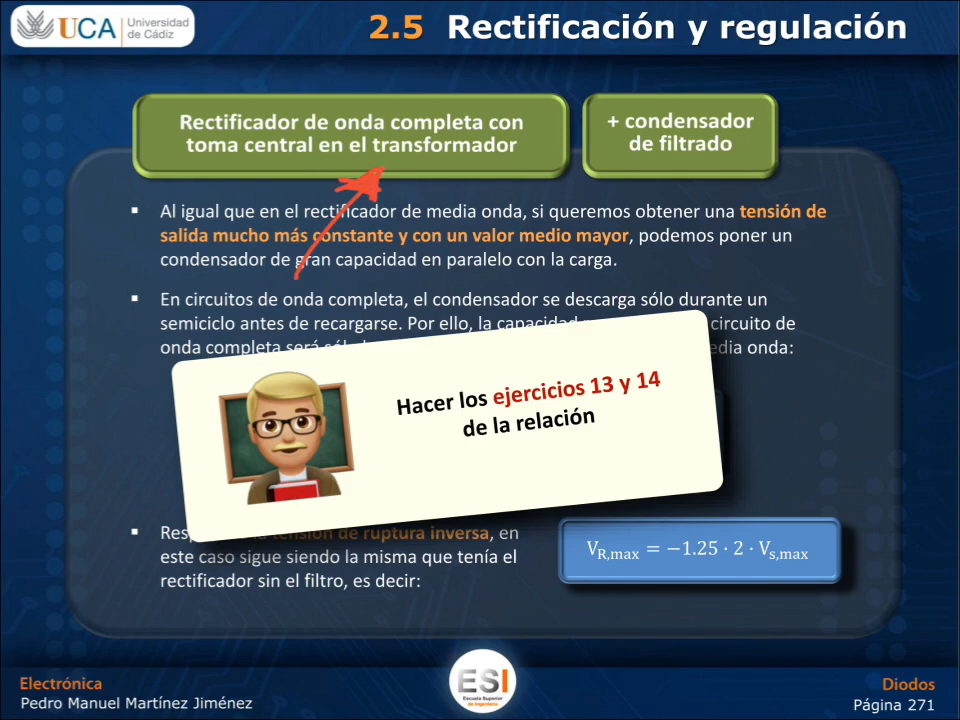 UCA Universidad de Cádiz
2.5 Rectificación y regulación
Rectificador de onda completa con
toma central en el transformador
+ condensador
de filtrado
▪ Al igual que en el rectificador de media onda, si queremos obtener una tensión de
salida mucho más constante y con un valor medio mayor, podemos poner un
condensador de gran capacidad en paralelo con la carga.
▪ En circuitos de onda completa, el condensador se descarga sólo durante un
semiciclo antes de recargarse. Por ello, la capacidad circuito de
onda completa será media onda:
Hacer los ejercicios 13 y 14
de la relación
▪ tensión de ruptura inversa, en
este caso sigue siendo la misma que tenía el
rectificador sin el filtro, es decir:
V_R,max = −1.25 · 2 · V_s,max
Electrónica
Pedro Manuel Martínez Jiménez
ESI
Escuela Superior
de Ingeniería
Diodos
Página 271